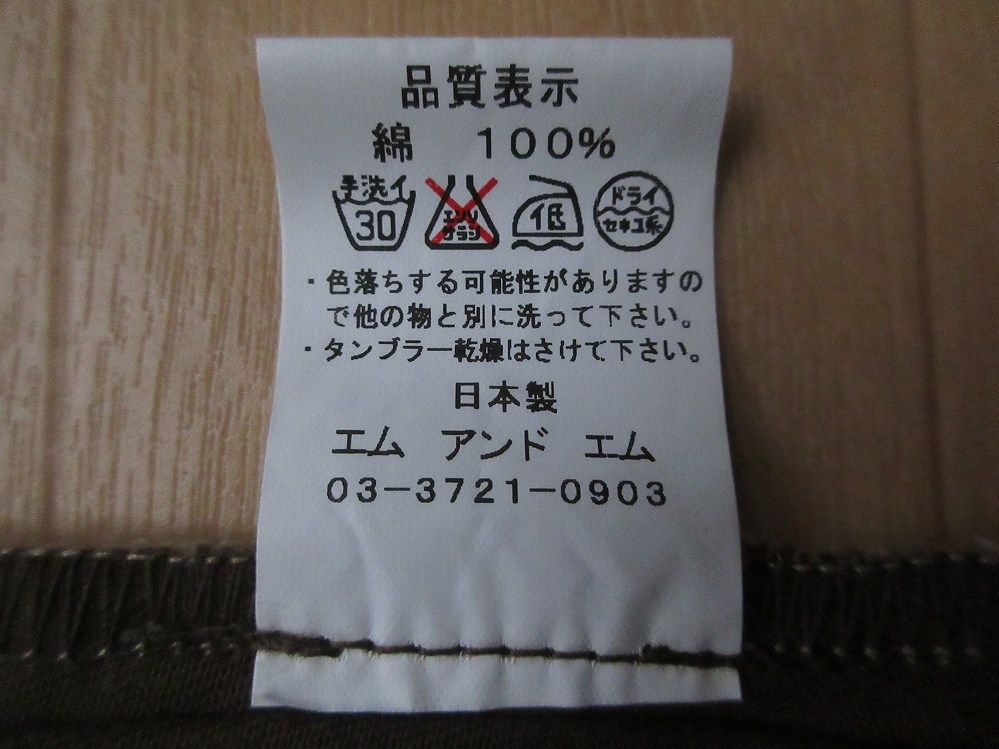 品質表示
綿 100%
手洗イ 30 エンソ サラシ 低 ドライ セキユ系
・色落ちする可能性がありますの
で他の物と別に洗って下さい。
・タンブラー乾燥はさけて下さい。
日本製
エム アンド エム
03-3721-0903